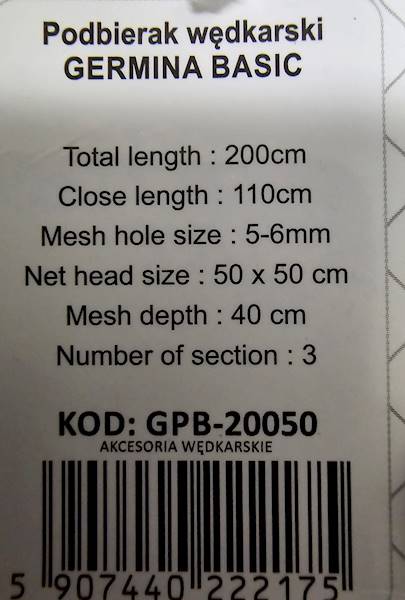 Podbierak wędkarski
GERMINA BASIC
Total length : 200cm
Close length : 110cm
Mesh hole size : 5-6mm
Net head size : 50 x 50 cm
Mesh depth : 40 cm
Number of section : 3
KOD: GPB-20050
AKCESORIA WĘDKARSKIE
5 907440 222175